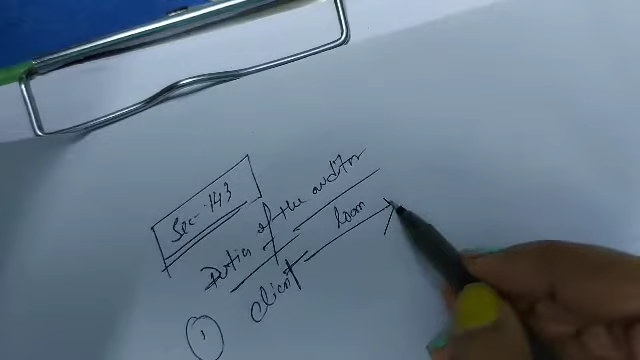 Sec-143
Duties of the auditor
Client loan
1